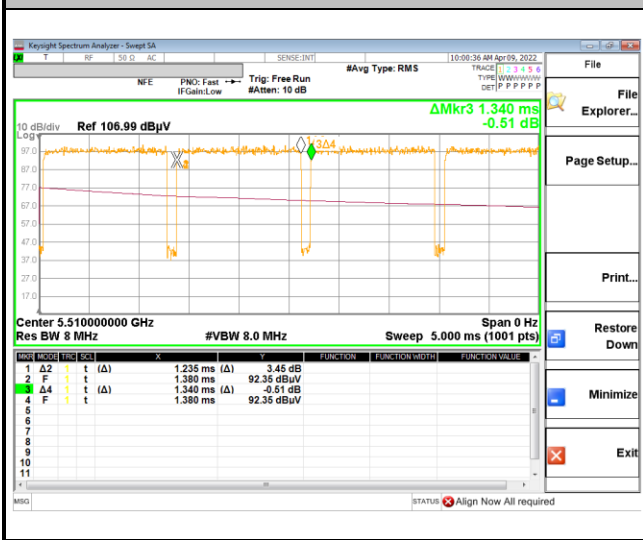 Keysight Spectrum Analyzer - Swept SA
T RF 50 Ω AC SENSE:INT 10:00:36 AM Apr 09, 2022
#Avg Type: RMS TRACE 1 2 3 4 5 6
NFE PNO: Fast Trig: Free Run TYPE WWWWWW
IFGain:Low #Atten: 10 dB DET P P P P P P
ΔMkr3 1.340 ms
10 dB/div Ref 106.99 dBµV -0.51 dB
Log
97.0
87.0
77.0
67.0
57.0
47.0
37.0
27.0
17.0
3Δ4
Center 5.510000000 GHz Span 0 Hz
Res BW 8 MHz #VBW 8.0 MHz Sweep 5.000 ms (1001 pts)
MKR MODE TRC SCL X Y FUNCTION FUNCTION WIDTH FUNCTION VALUE
1 Δ2 1 t (Δ) 1.235 ms (Δ) 3.45 dB
2 F 1 t 1.380 ms 92.35 dBµV
3 Δ4 1 t (Δ) 1.340 ms (Δ) -0.51 dB
4 F 1 t 1.380 ms 92.35 dBµV
5
6
7
8
9
10
11
MSG STATUS Align Now All required
File
File
Explorer...
Page Setup...
Print...
Restore
Down
Minimize
Exit